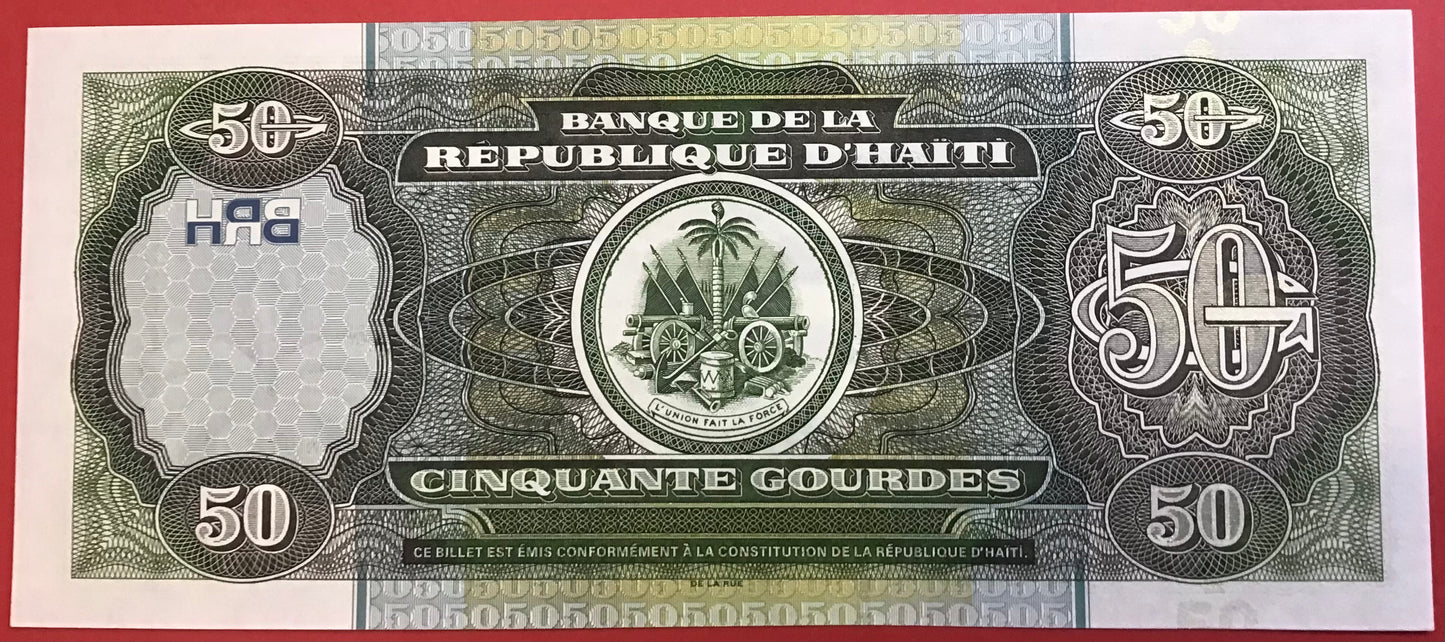 50
50
BANQUE DE LA
RÉPUBLIQUE D'HAÏTI
50
L'UNION FAIT LA FORCE
CINQUANTE GOURDES
50
50
CE BILLET EST ÉMIS CONFORMÉMENT À LA CONSTITUTION DE LA RÉPUBLIQUE D'HAÏTI.
DE LA RUE